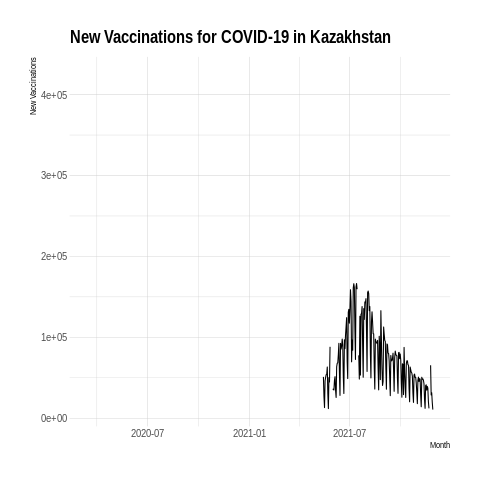 New Vaccinations for COVID-19 in Kazakhstan
New Vaccinations
4e+05
3e+05
2e+05
1e+05
0e+00
2020-07 2021-01 2021-07
Month